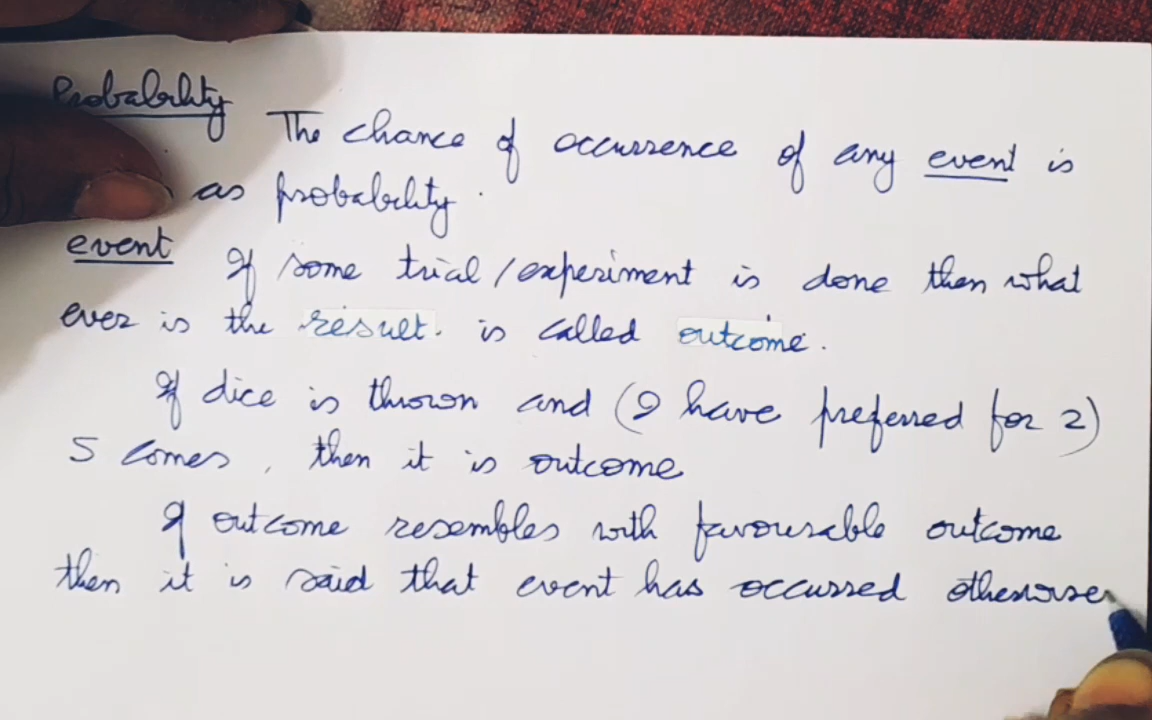 Probability The chance of occurrence of any event is
as probability.
event If some trial/experiment is done then what
ever is the result. is called outcome.
If dice is thrown and (I have preferred for 2)
5 comes, then it is outcome
If outcome resembles with favourable outcome
then it is said that event has occurred otherwise